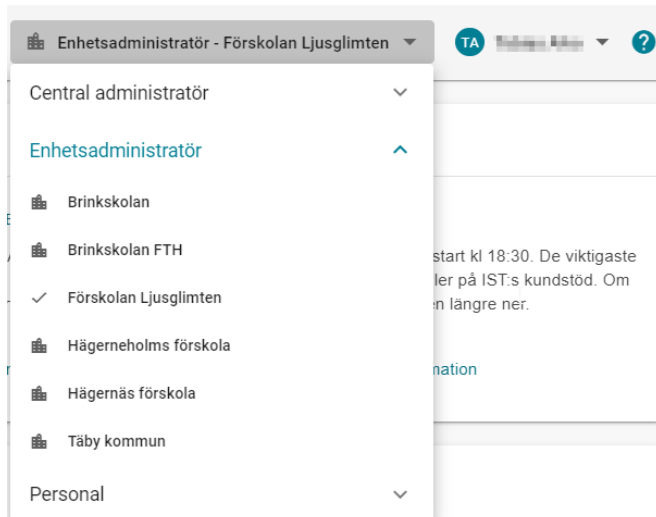 Enhetsadministratör - Förskolan Ljusglimten
TA
?
Central administratör
Enhetsadministratör
Brinkskolan
Brinkskolan FTH
start kl 18:30. De viktigaste
Förskolan Ljusglimten
ler på IST:s kundstöd. Om
n längre ner.
Hägerneholms förskola
mation
Hägernäs förskola
Täby kommun
Personal